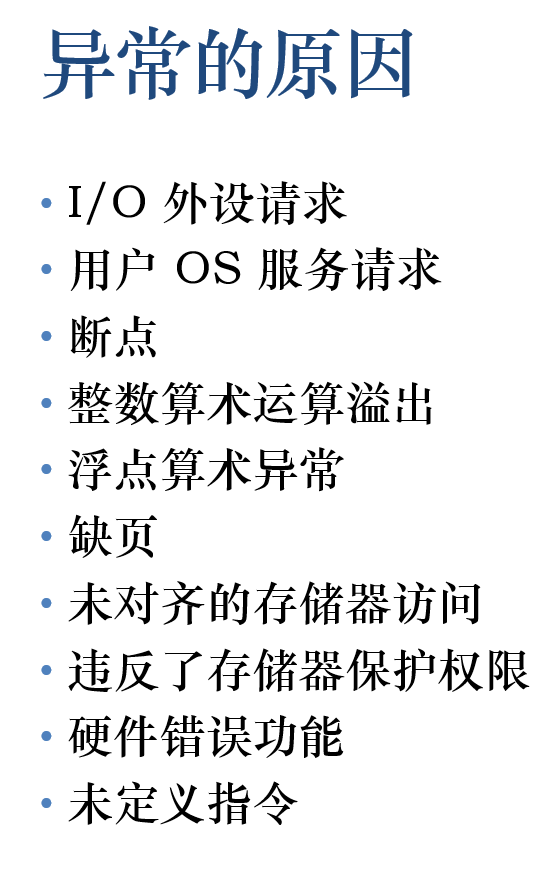 异常的原因
• I/O 外设请求
• 用户 OS 服务请求
• 断点
• 整数算术运算溢出
• 浮点算术异常
• 缺页
• 未对齐的存储器访问
• 违反了存储器保护权限
• 硬件错误功能
• 未定义指令